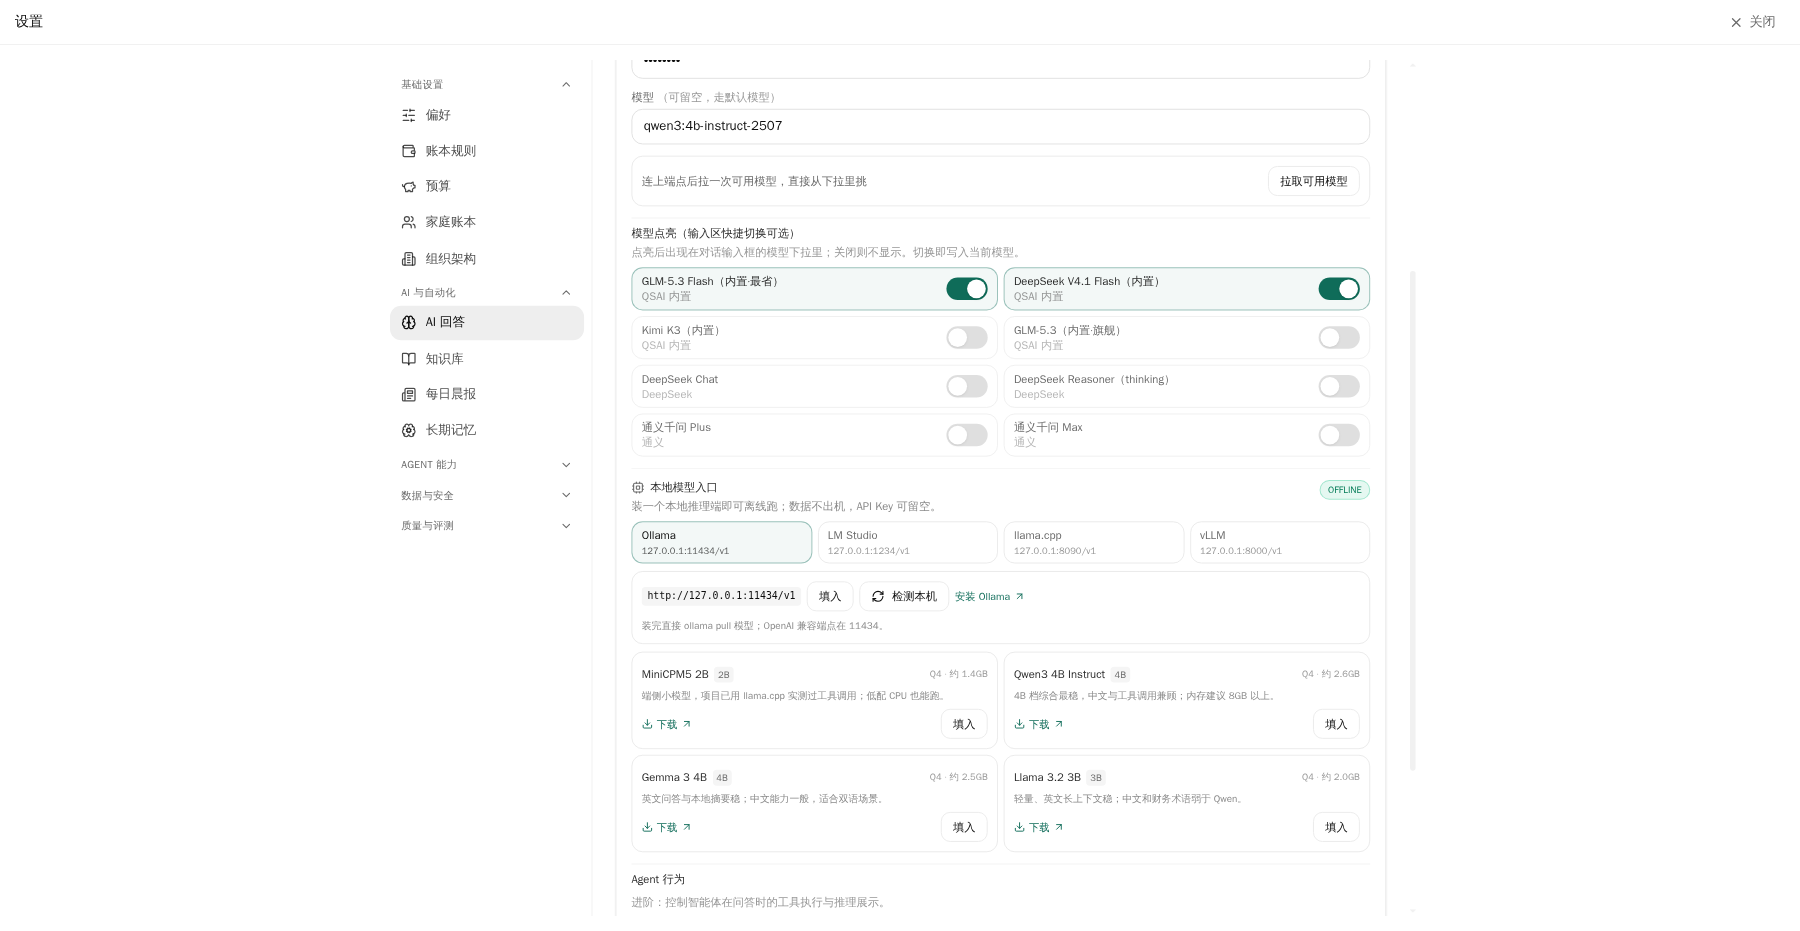 设置
关闭
基础设置
偏好
账本规则
预算
家庭账本
组织架构
AI 与自动化
AI 回答
知识库
每日晨报
长期记忆
AGENT 能力
数据与安全
质量与评测
模型 （可留空，走默认模型）
qwen3:4b-instruct-2507
连上端点后拉一次可用模型，直接从下拉里挑
拉取可用模型
模型点亮（输入区快捷切换可选）
点亮后出现在对话输入框的模型下拉里；关闭则不显示。切换即写入当前模型。
GLM-5.3 Flash（内置·最省）
QSAI 内置
DeepSeek V4.1 Flash（内置）
QSAI 内置
Kimi K3（内置）
QSAI 内置
GLM-5.3（内置·旗舰）
QSAI 内置
DeepSeek Chat
DeepSeek
DeepSeek Reasoner（thinking）
DeepSeek
通义千问 Plus
通义
通义千问 Max
通义
本地模型入口
OFFLINE
装一个本地推理端即可离线跑；数据不出机，API Key 可留空。
Ollama
127.0.0.1:11434/v1
LM Studio
127.0.0.1:1234/v1
llama.cpp
127.0.0.1:8090/v1
vLLM
127.0.0.1:8000/v1
http://127.0.0.1:11434/v1
填入
检测本机
安装 Ollama
装完直接 ollama pull 模型；OpenAI 兼容端点在 11434。
MiniCPM5 2B 2B
Q4 · 约 1.4GB
端侧小模型，项目已用 llama.cpp 实测过工具调用；低配 CPU 也能跑。
下载
填入
Qwen3 4B Instruct 4B
Q4 · 约 2.6GB
4B 档综合最稳，中文与工具调用兼顾；内存建议 8GB 以上。
下载
填入
Gemma 3 4B 4B
Q4 · 约 2.5GB
英文问答与本地摘要稳；中文能力一般，适合双语场景。
下载
填入
Llama 3.2 3B 3B
Q4 · 约 2.0GB
轻量、英文长上下文稳；中文和财务术语弱于 Qwen。
下载
填入
Agent 行为
进阶：控制智能体在问答时的工具执行与推理展示。